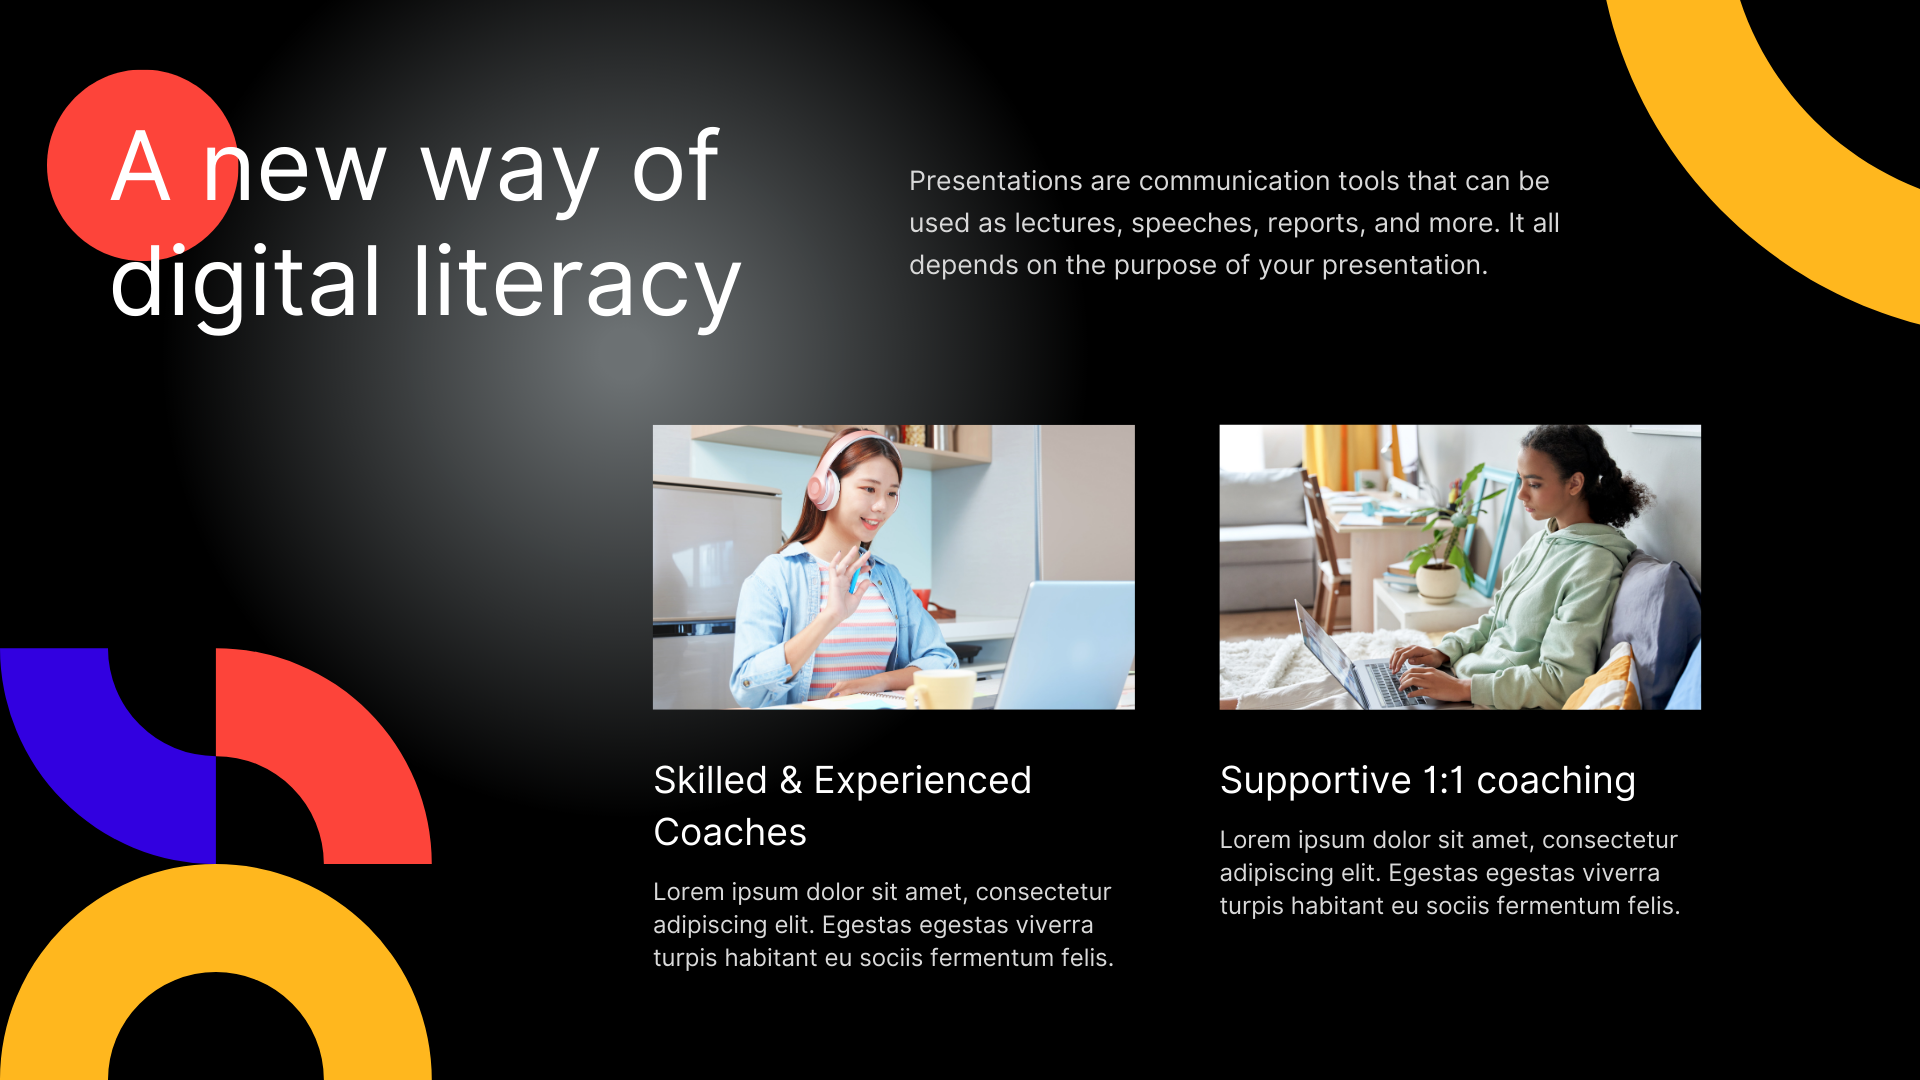 A new way of
digital literacy
Presentations are communication tools that can be
used as lectures, speeches, reports, and more. It all
depends on the purpose of your presentation.
Skilled & Experienced
Coaches
Lorem ipsum dolor sit amet, consectetur
adipiscing elit. Egestas egestas viverra
turpis habitant eu sociis fermentum felis.
Supportive 1:1 coaching
Lorem ipsum dolor sit amet, consectetur
adipiscing elit. Egestas egestas viverra
turpis habitant eu sociis fermentum felis.